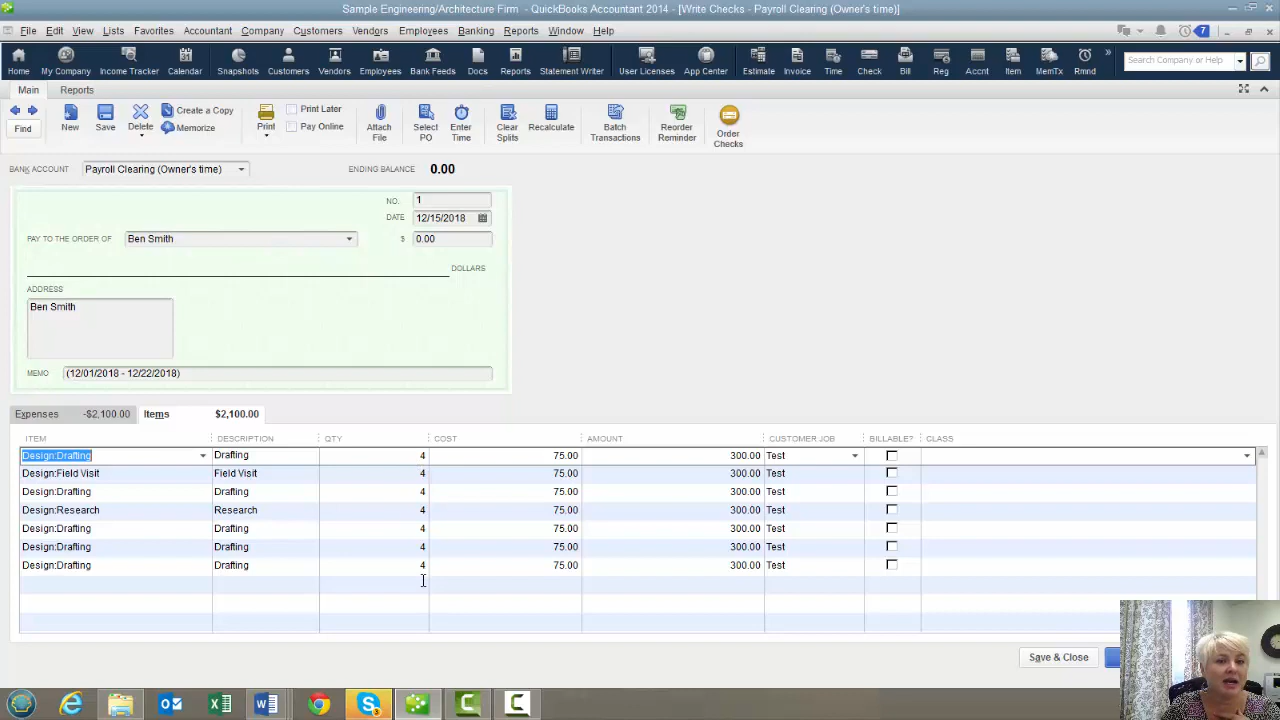 Sample Engineering/Architecture Firm - QuickBooks Accountant 2014 - [Write Checks - Payroll Clearing (Owner's time)]
File Edit View Lists Favorites Accountant Company Customers Vendors Employees Banking Reports Window Help 7
Home My Company Income Tracker Calendar Snapshots Customers Vendors Employees Bank Feeds Docs Reports Statement Writer User Licenses App Center Estimate Invoice Time Check Bill Reg Accnt Item MemTx Rmnd » Search Company or Help
Main Reports
Find New Save Delete Create a Copy Memorize Print Print Later Pay Online Attach File Select PO Enter Time Clear Splits Recalculate Batch Transactions Reorder Reminder Order Checks
BANK ACCOUNT Payroll Clearing (Owner's time) ENDING BALANCE 0.00
NO. 1
DATE 12/15/2018
PAY TO THE ORDER OF Ben Smith $ 0.00
DOLLARS
ADDRESS
Ben Smith
MEMO (12/01/2018 - 12/22/2018)
Expenses -$2,100.00 Items $2,100.00
ITEM DESCRIPTION QTY COST AMOUNT CUSTOMER:JOB BILLABLE? CLASS
Design:Drafting Drafting 4 75.00 300.00 Test
Design:Field Visit Field Visit 4 75.00 300.00 Test
Design:Drafting Drafting 4 75.00 300.00 Test
Design:Research Research 4 75.00 300.00 Test
Design:Drafting Drafting 4 75.00 300.00 Test
Design:Drafting Drafting 4 75.00 300.00 Test
Design:Drafting Drafting 4 75.00 300.00 Test
Save & Close